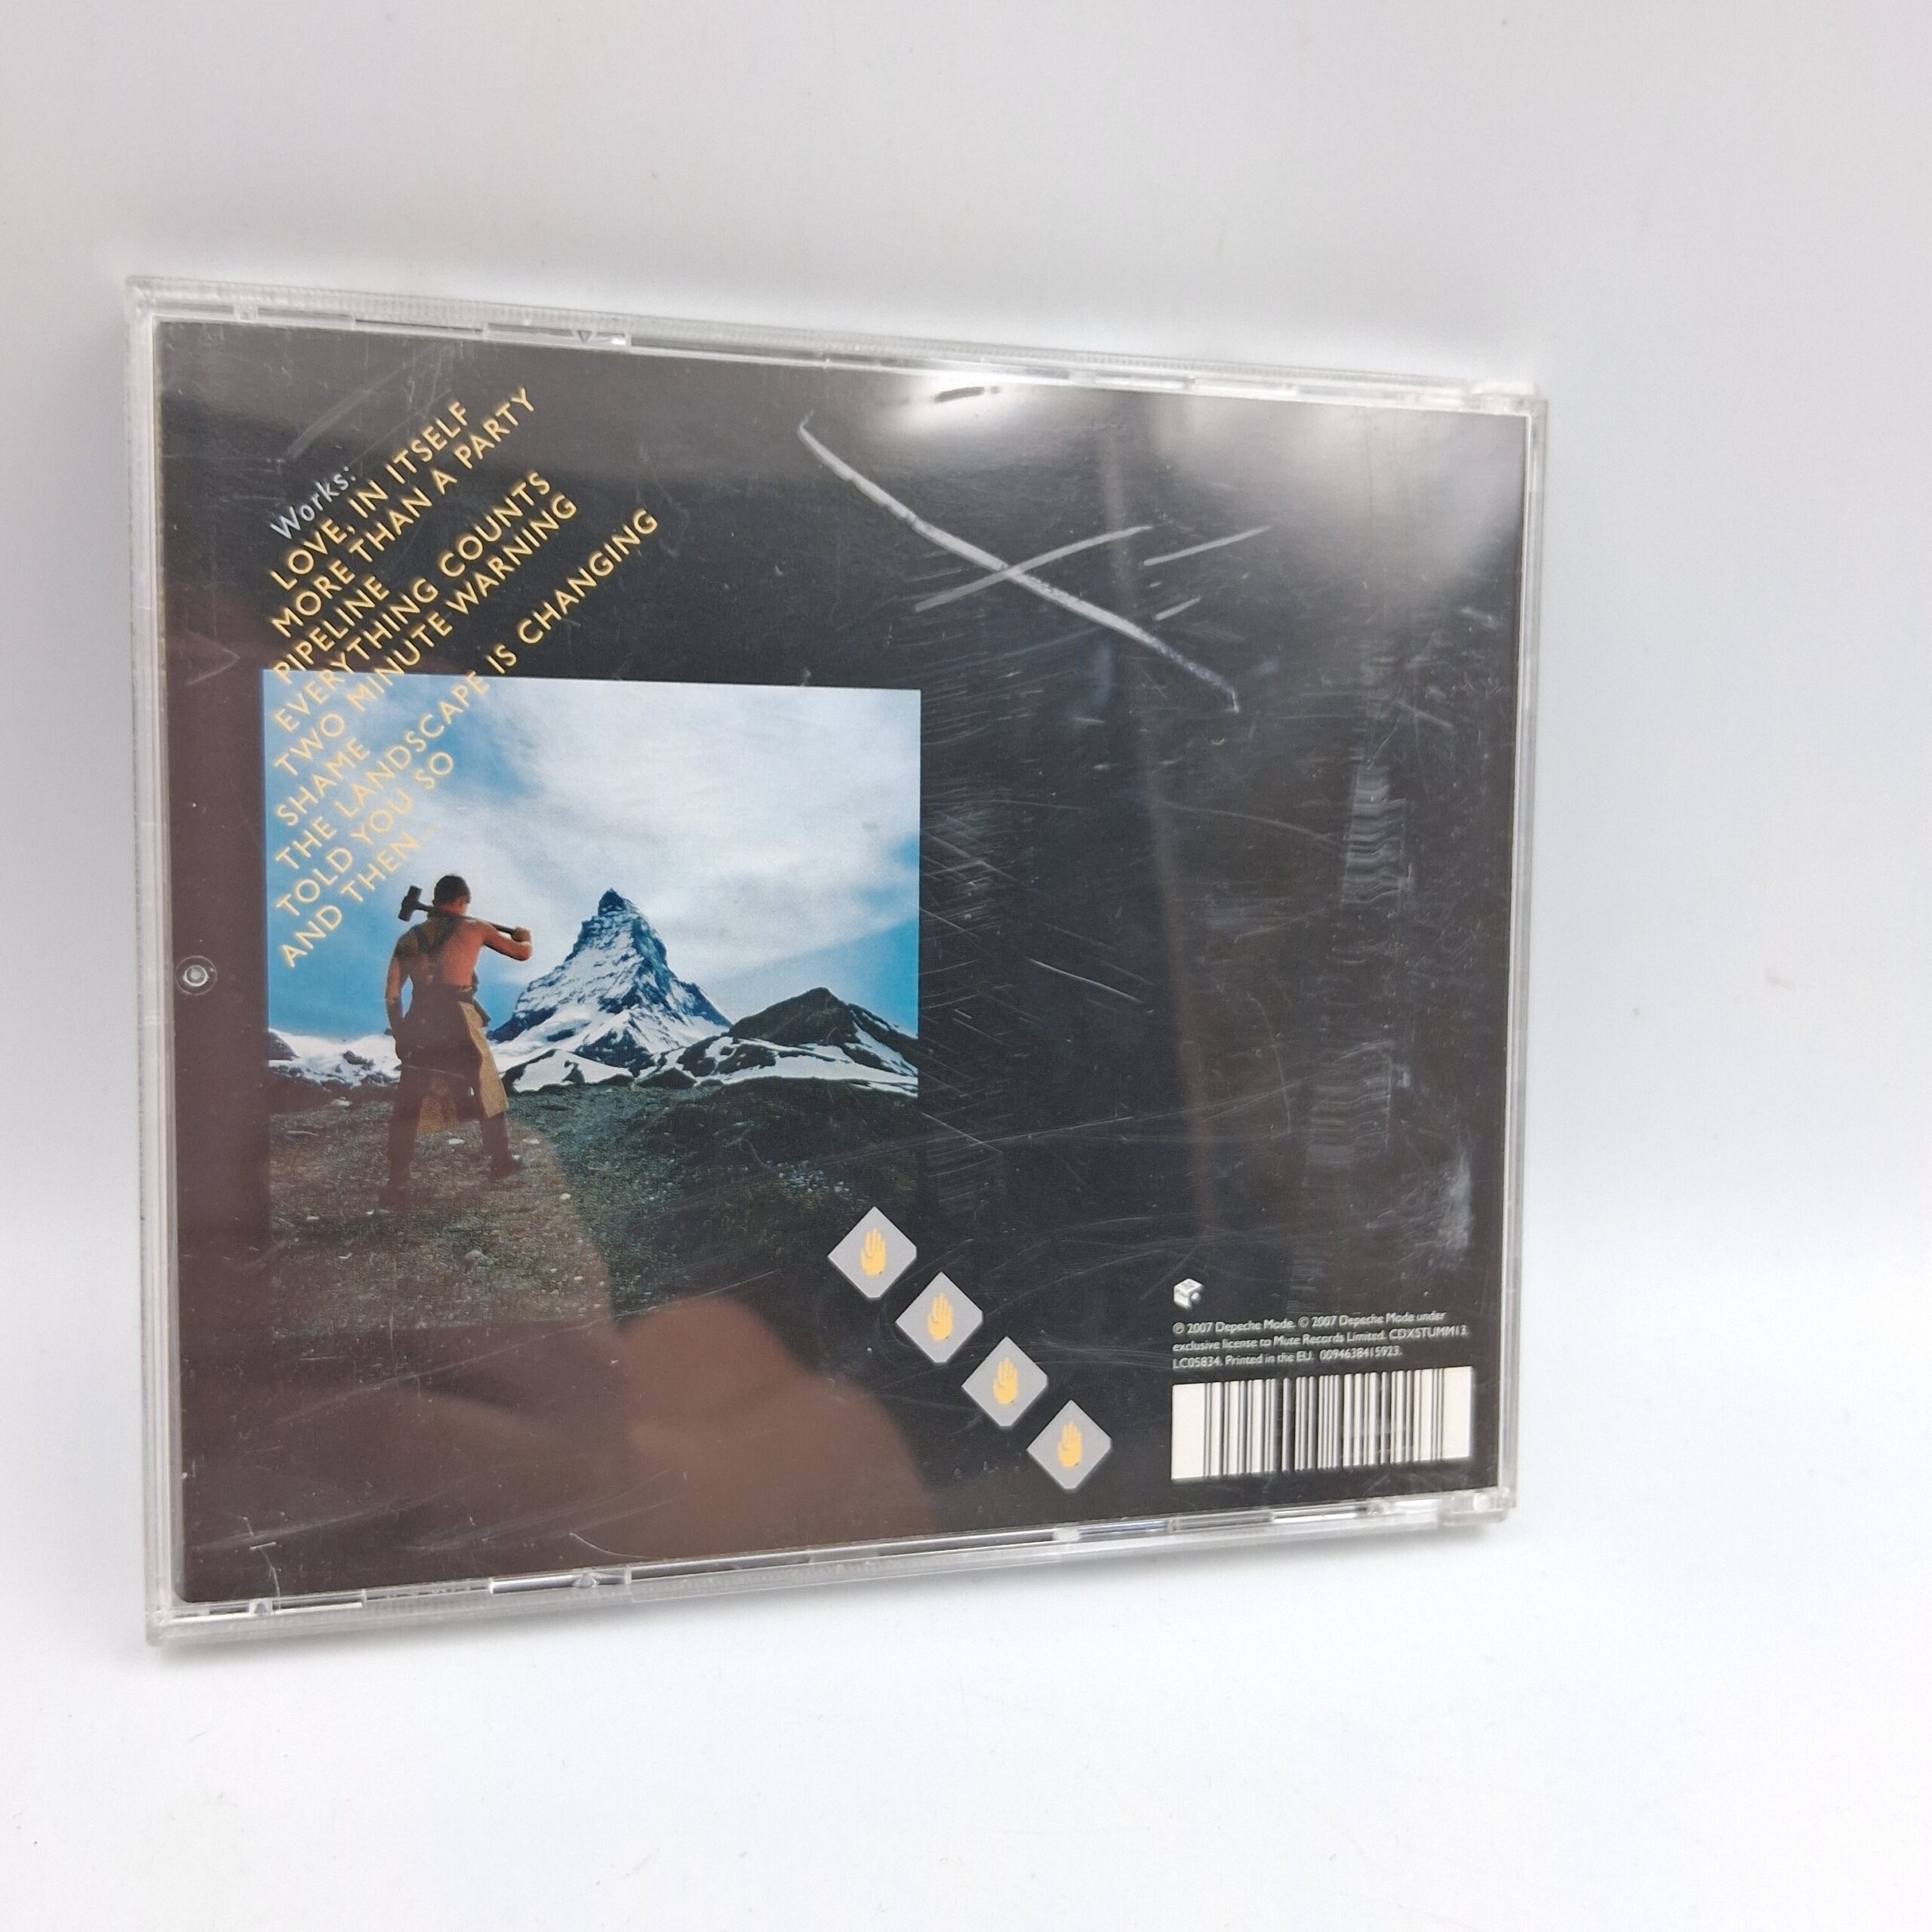 Works:
LOVE, IN ITSELF
MORE THAN A PARTY
PIPELINE
EVERYTHING COUNTS
TWO MINUTE WARNING
SHAME
THE LANDSCAPE IS CHANGING
TOLD YOU SO
AND THEN...
℗ 2007 Depeche Mode. © 2007 Depeche Mode under
exclusive license to Mute Records Limited. CDXSTUMM13.
LC05834. Printed in the EU. 0094638415923.